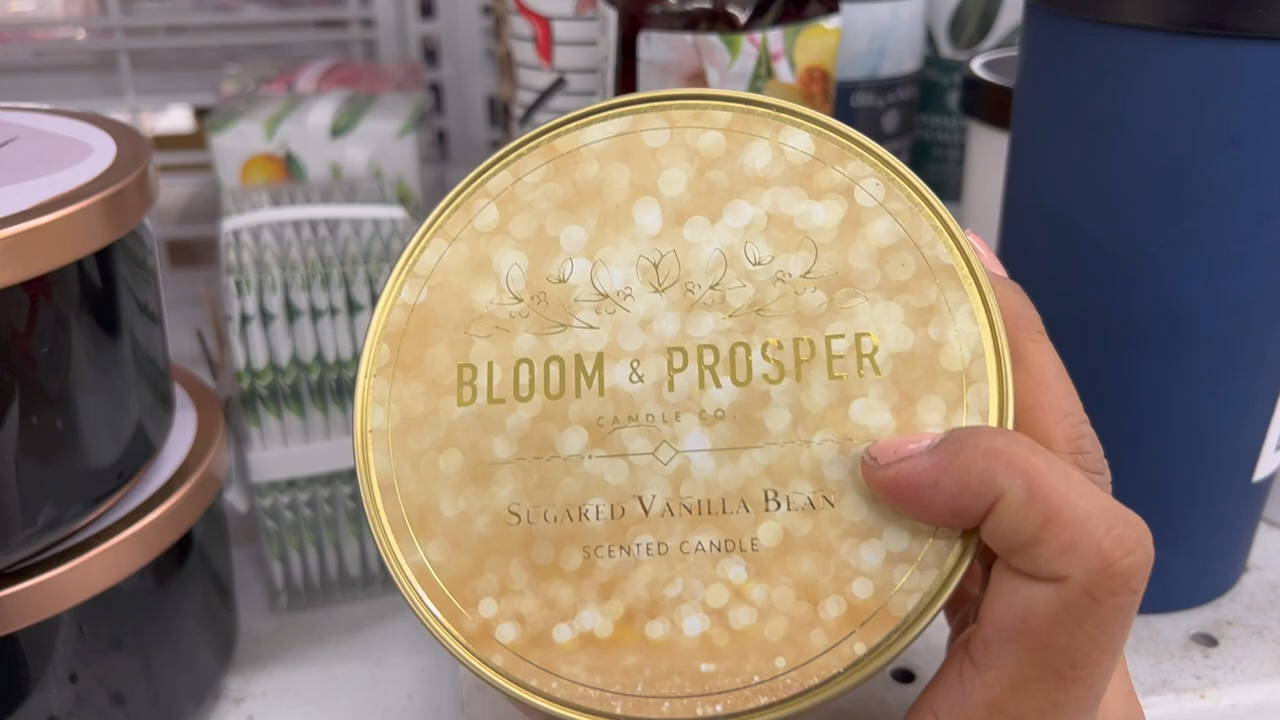 BLOOM & PROSPER
CANDLE CO.
SUGARED VANILLA BEAN
SCENTED CANDLE